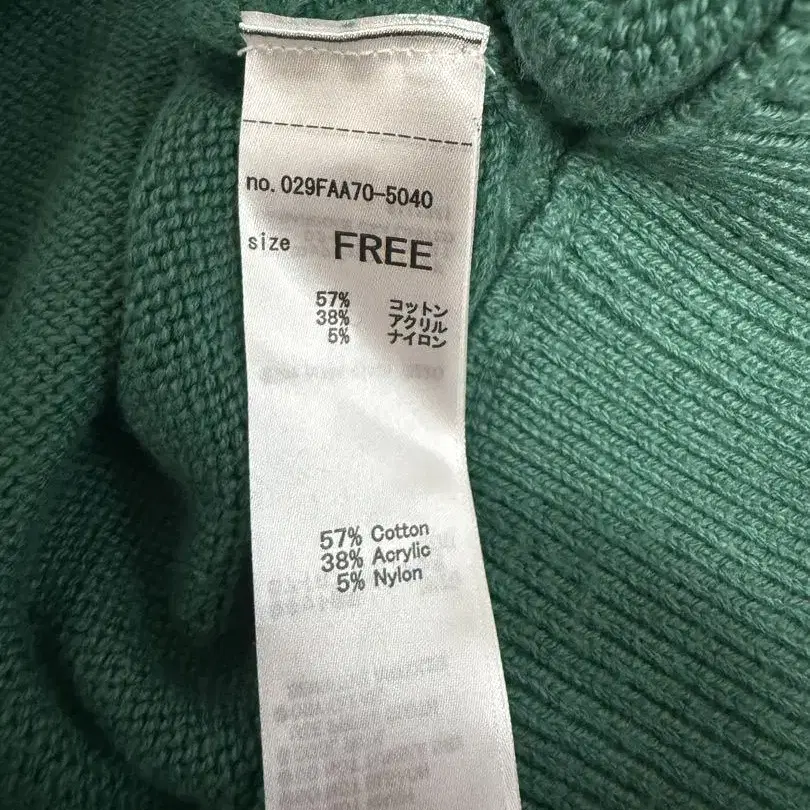 no. 029FAA70-5040
size FREE
57% コットン
38% アクリル
5% ナイロン
57% Cotton
38% Acrylic
5% Nylon